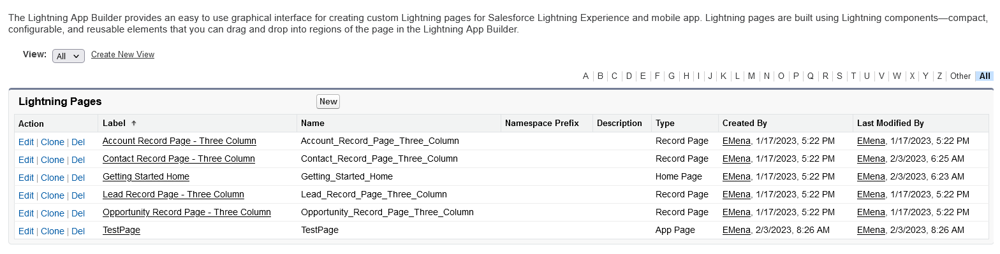 The Lightning App Builder provides an easy to use graphical interface for creating custom Lightning pages for Salesforce Lightning Experience and mobile app. Lightning pages are built using Lightning components—compact,
configurable, and reusable elements that you can drag and drop into regions of the page in the Lightning App Builder.
View: All Create New View
A | B | C | D | E | F | G | H | I | J | K | L | M | N | O | P | Q | R | S | T | U | V | W | X | Y | Z | Other | All
Lightning Pages New
Action Label ↑ Name Namespace Prefix Description Type Created By Last Modified By
Edit | Clone | Del Account Record Page - Three Column Account_Record_Page_Three_Column Record Page EMena, 1/17/2023, 5:22 PM EMena, 1/17/2023, 5:22 PM
Edit | Clone | Del Contact Record Page - Three Column Contact_Record_Page_Three_Column Record Page EMena, 1/17/2023, 5:22 PM EMena, 2/3/2023, 6:25 AM
Edit | Clone | Del Getting Started Home Getting_Started_Home Home Page EMena, 1/17/2023, 5:22 PM EMena, 2/3/2023, 6:23 AM
Edit | Clone | Del Lead Record Page - Three Column Lead_Record_Page_Three_Column Record Page EMena, 1/17/2023, 5:22 PM EMena, 1/17/2023, 5:22 PM
Edit | Clone | Del Opportunity Record Page - Three Column Opportunity_Record_Page_Three_Column Record Page EMena, 1/17/2023, 5:22 PM EMena, 1/17/2023, 5:22 PM
Edit | Clone | Del TestPage TestPage App Page EMena, 2/3/2023, 8:26 AM EMena, 2/3/2023, 8:26 AM